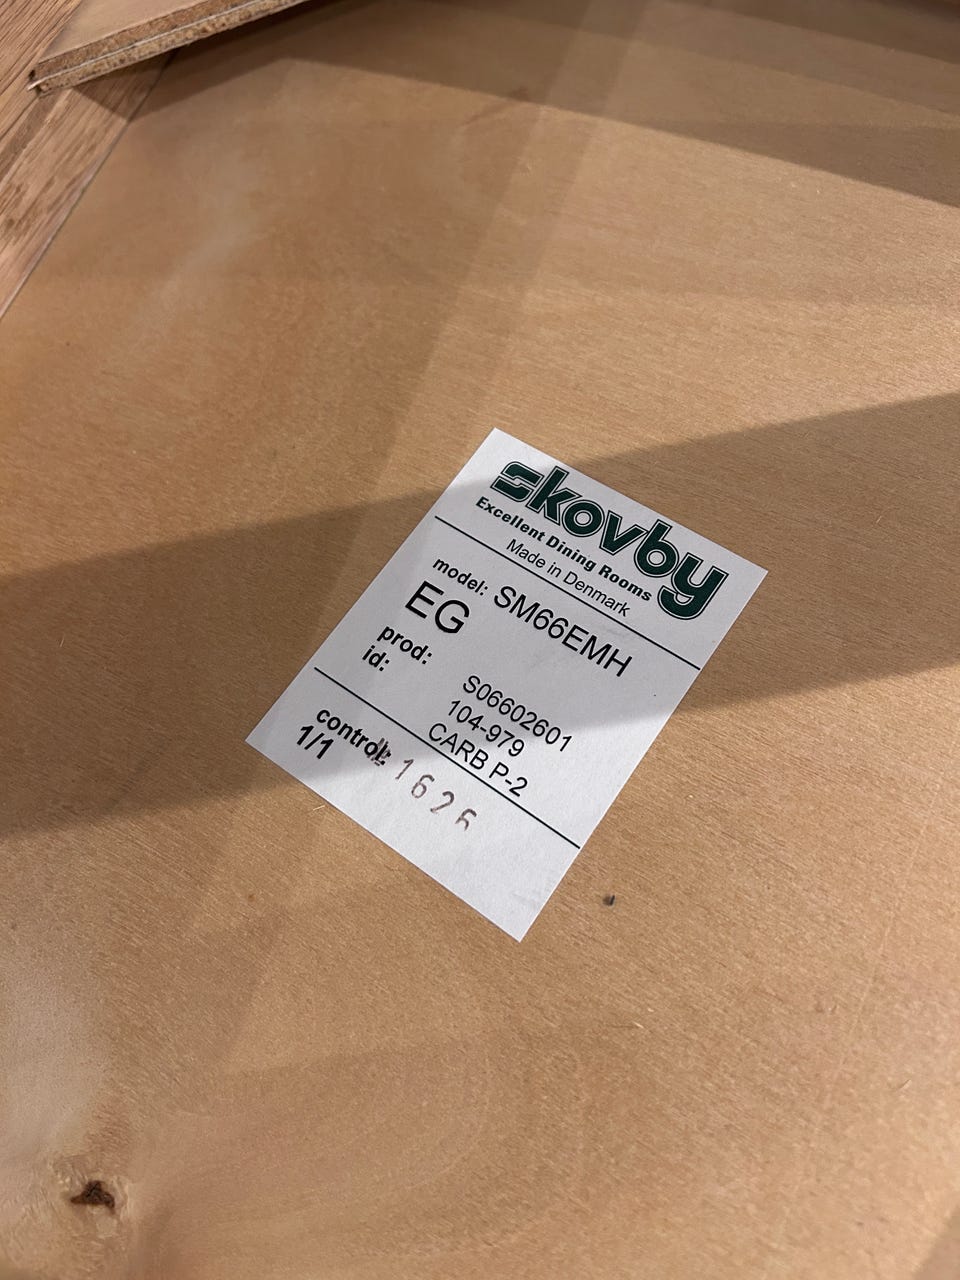 skovby
Excellent Dining Rooms
Made in Denmark
model: SM66EMH
EG
prod: S06602601
id: 104-979
CARB P-2
control:
1/1 1626